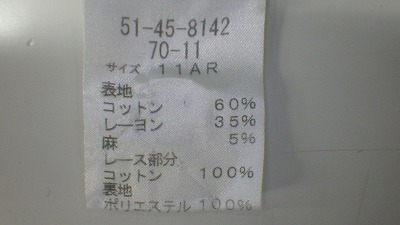 51-45-8142
70-11
サイズ 11AR
表地
コットン 60%
レーヨン 35%
麻 5%
レース部分
コットン 100%
裏地
ポリエステル 100%